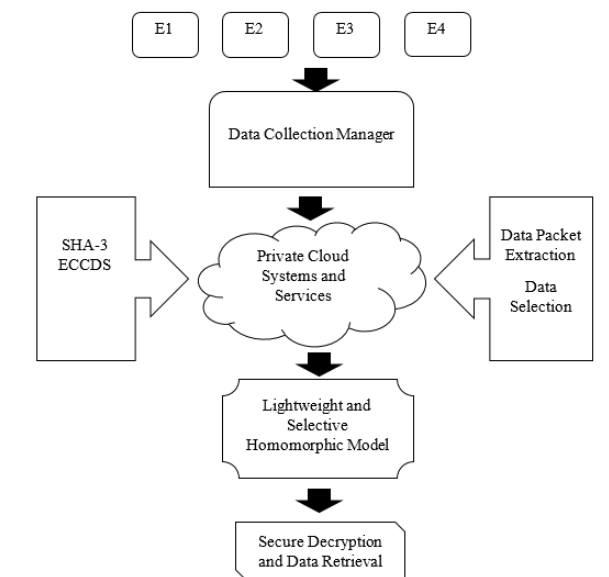 E1
E2
E3
E4
Data Collection Manager
SHA-3
ECCDS
Private Cloud
Systems and
Services
Data Packet
Extraction
Data
Selection
Lightweight and
Selective
Homomorphic Model
Secure Decryption
and Data Retrieval